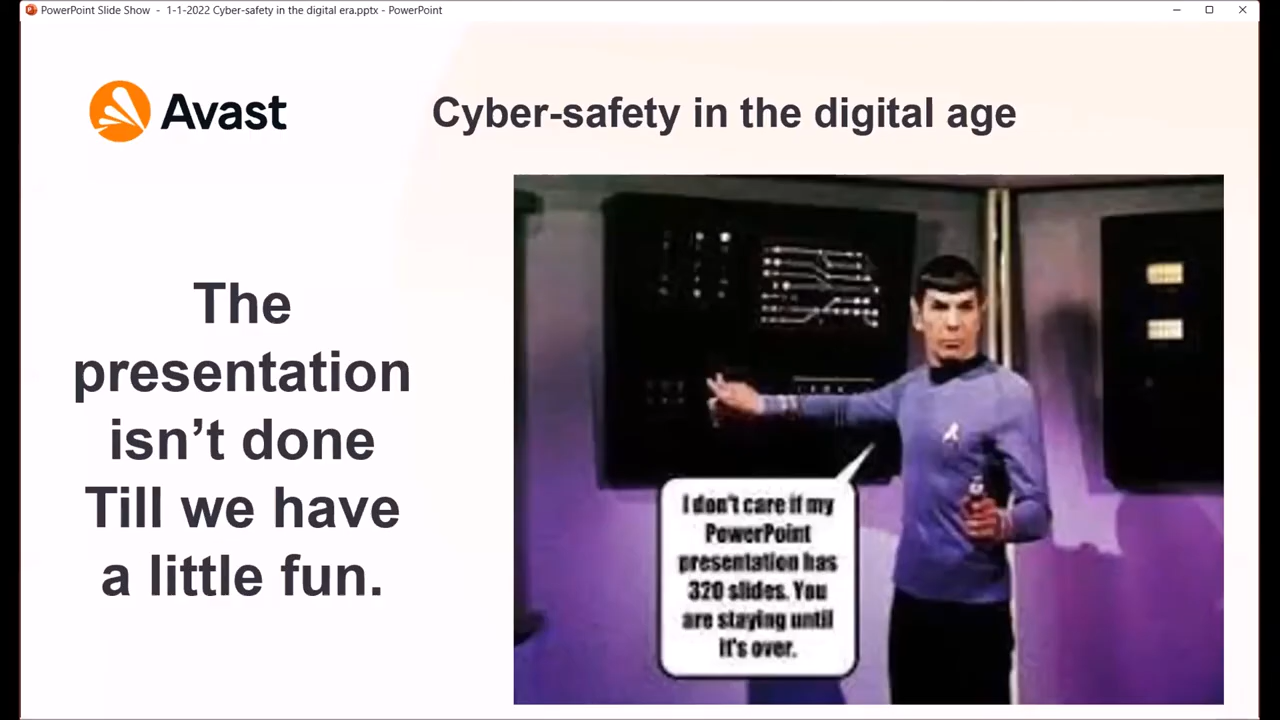 PowerPoint Slide Show - 1-1-2022 Cyber-safety in the digital era.pptx - PowerPoint
Avast
Cyber-safety in the digital age
The
presentation
isn’t done
Till we have
a little fun.
I don't care if my
PowerPoint
presentation has
320 slides. You
are staying until
it's over.